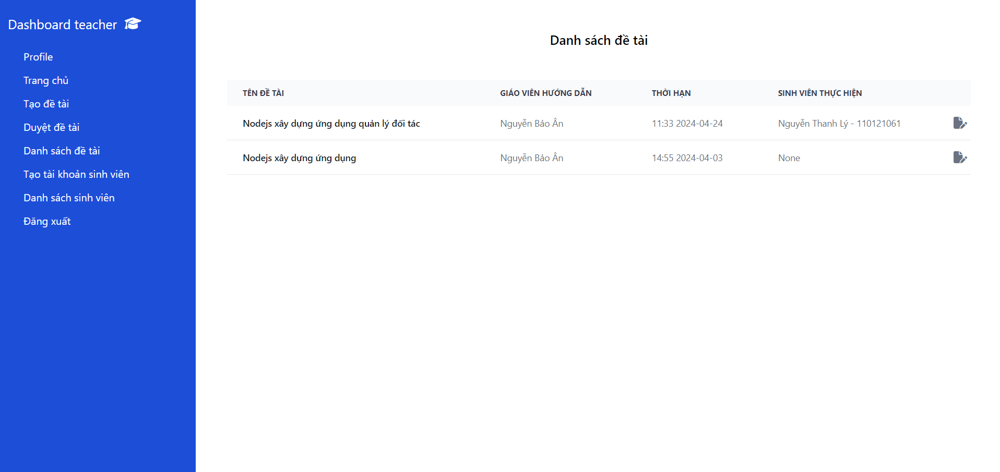 Dashboard teacher
Profile
Trang chủ
Tạo đề tài
Duyệt đề tài
Danh sách đề tài
Tạo tài khoản sinh viên
Danh sách sinh viên
Đăng xuất
Danh sách đề tài
TÊN ĐỀ TÀI GIÁO VIÊN HƯỚNG DẪN THỜI HẠN SINH VIÊN THỰC HIỆN
Nodejs xây dựng ứng dụng quản lý đối tác Nguyễn Bảo Ân 11:33 2024-04-24 Nguyễn Thanh Lý - 110121061
Nodejs xây dựng ứng dụng Nguyễn Bảo Ân 14:55 2024-04-03 None